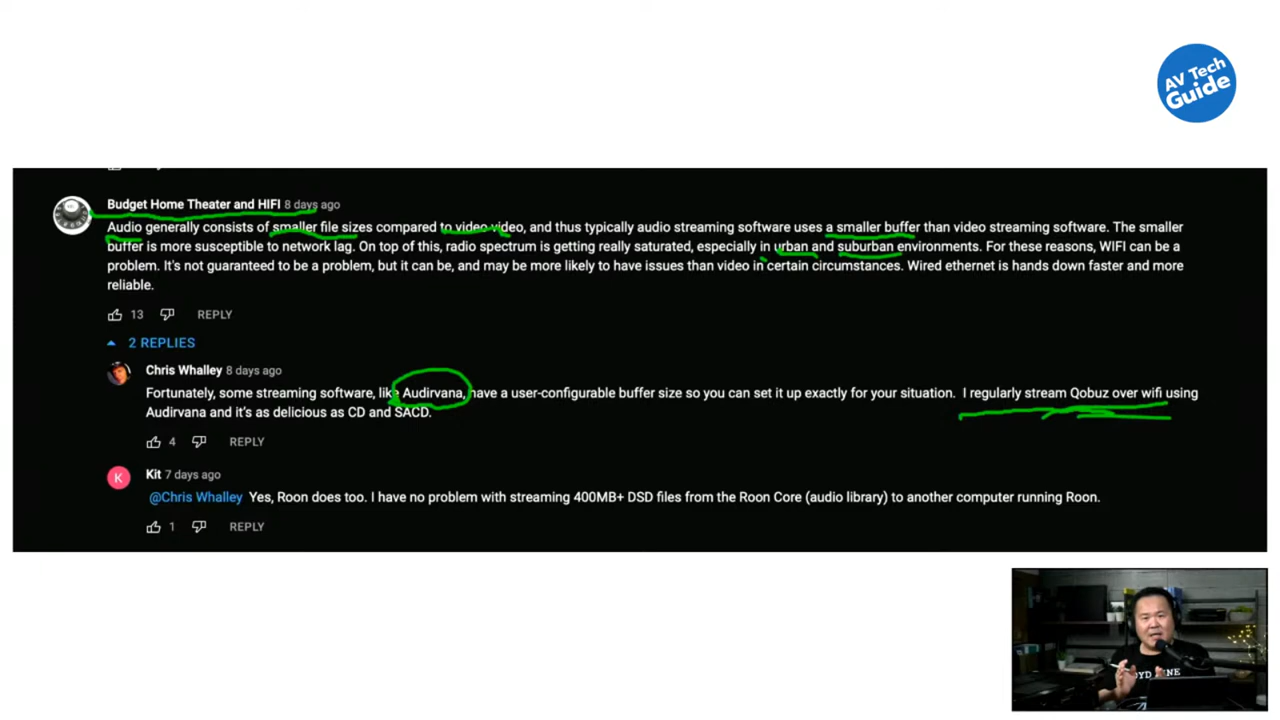 AV Tech
Guide
Budget Home Theater and HIFI 8 days ago
Audio generally consists of smaller file sizes compared to video video, and thus typically audio streaming software uses a smaller buffer than video streaming software. The smaller
buffer is more susceptible to network lag. On top of this, radio spectrum is getting really saturated, especially in urban and suburban environments. For these reasons, WIFI can be a
problem. It's not guaranteed to be a problem, but it can be, and may be more likely to have issues than video in certain circumstances. Wired ethernet is hands down faster and more
reliable.
13 REPLY
2 REPLIES
Chris Whalley 8 days ago
Fortunately, some streaming software, like Audirvana, have a user-configurable buffer size so you can set it up exactly for your situation. I regularly stream Qobuz over wifi using
Audirvana and it's as delicious as CD and SACD.
4 REPLY
K
Kit 7 days ago
@Chris Whalley Yes, Roon does too. I have no problem with streaming 400MB+ DSD files from the Roon Core (audio library) to another computer running Roon.
1 REPLY